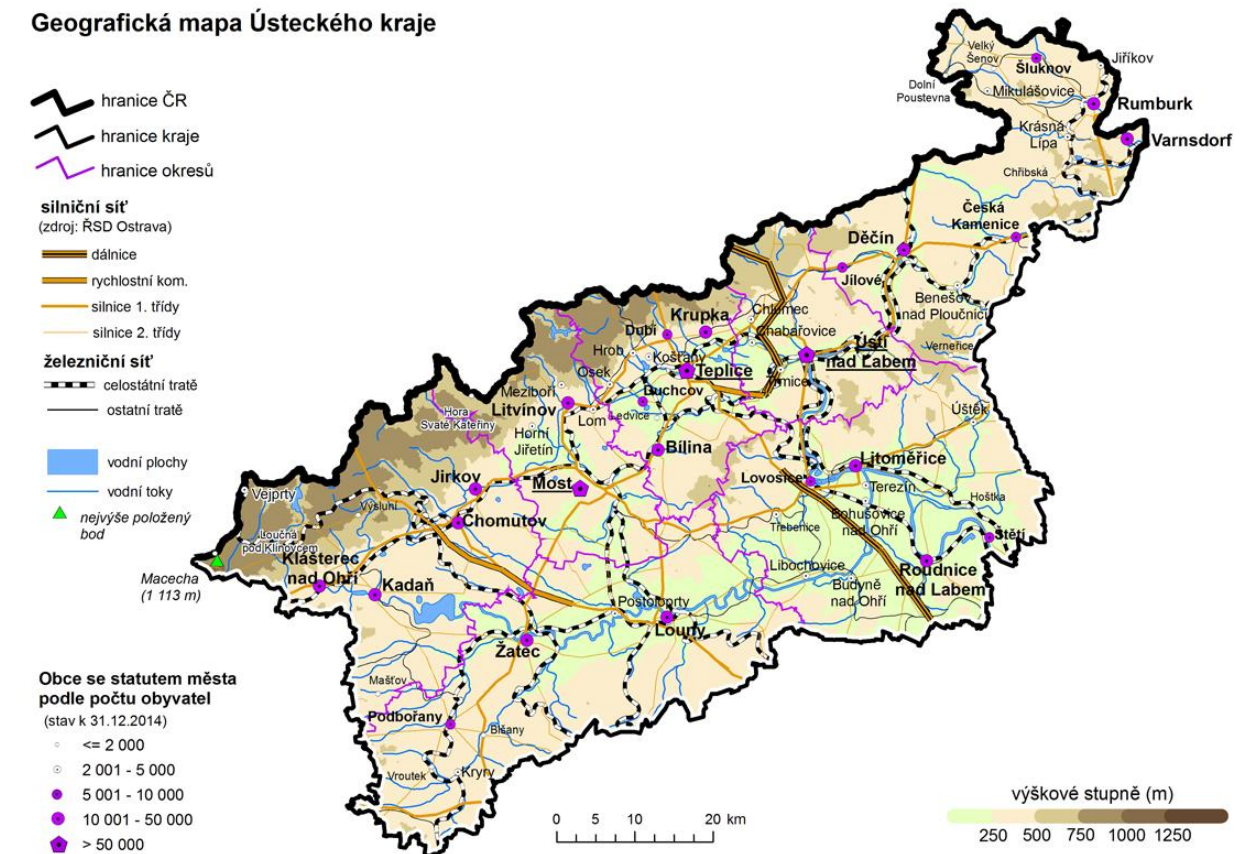 Geografická mapa Ústeckého kraje
hranice ČR
hranice kraje
hranice okresů
silniční síť
(zdroj: ŘSD Ostrava)
dálnice
rychlostní kom.
silnice 1. třídy
silnice 2. třídy
železniční síť
celostátní tratě
ostatní tratě
vodní plochy
vodní toky
nejvýše položený
bod
Velký
Šenov
Šluknov
Jiříkov
Dolní
Poustevna
Mikulášovice
Rumburk
Krásná
Lípa
Varnsdorf
Chřibská
Česká
Kamenice
Děčín
Jílové
Benešov
nad Ploučnicí
Verneřice
Chlumec
Krupka
Chabařovice
Dubí
Ústí
nad Labem
Hrob
Košťany
Teplice
Trmice
Osek
Duchcov
Meziboří
Litvínov
Lom
Ledvice
Hora
Svaté Kateřiny
Horní
Jiřetín
Bílina
Úštěk
Litoměřice
Jirkov
Most
Lovosice
Terezín
Hoštka
Vejprty
Výsluní
Chomutov
Bohušovice
nad Ohří
Třebenice
Štětí
Loučná
pod Klínovcem
Klášterec
nad Ohří
Kadaň
Libochovice
Roudnice
nad Labem
Budyně
nad Ohří
Macecha
(1 113 m)
Postoloprty
Louny
Žatec
Mašťov
Podbořany
Blšany
Vroutek
Kryry
Obce se statutem města
podle počtu obyvatel
(stav k 31.12.2014)
<= 2 000
2 001 - 5 000
5 001 - 10 000
10 001 - 50 000
> 50 000
0 5 10 20 km
výškové stupně (m)
250 500 750 1000 1250